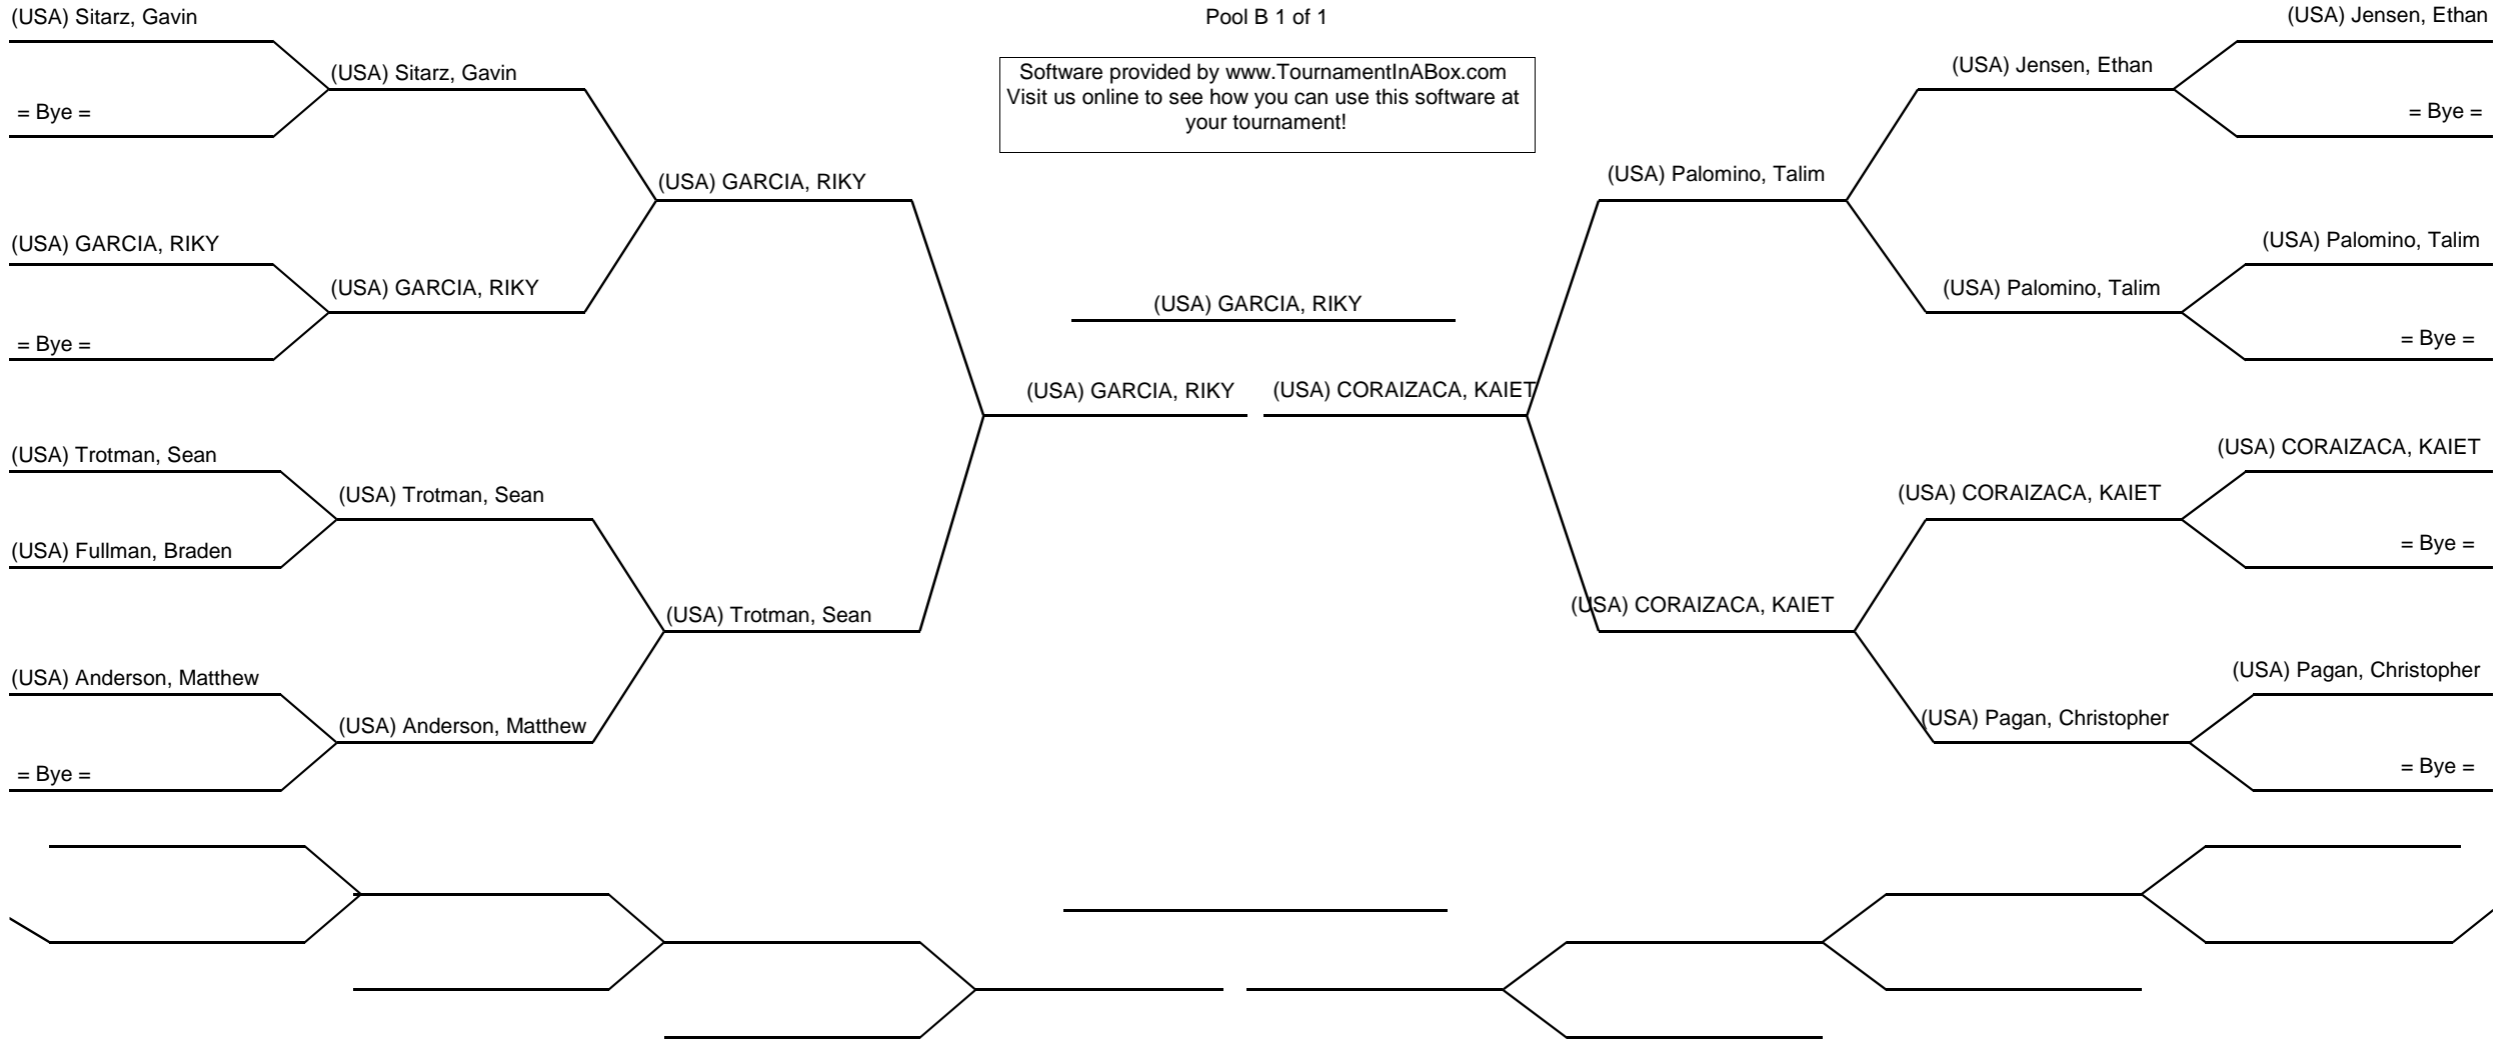 (USA) Sitarz, Gavin
= Bye =
(USA) GARCIA, RIKY
= Bye =
(USA) Trotman, Sean
(USA) Fullman, Braden
(USA) Anderson, Matthew
= Bye =
(USA) Sitarz, Gavin
(USA) GARCIA, RIKY
(USA) Trotman, Sean
(USA) Anderson, Matthew
(USA) GARCIA, RIKY
(USA) Trotman, Sean
Pool B 1 of 1
Software provided by www.TournamentInABox.com
Visit us online to see how you can use this software at
your tournament!
(USA) GARCIA, RIKY
(USA) GARCIA, RIKY
(USA) CORAIZACA, KAIET
(USA) Palomino, Talim
(USA) CORAIZACA, KAIET
(USA) Jensen, Ethan
(USA) Palomino, Talim
(USA) CORAIZACA, KAIET
(USA) Pagan, Christopher
(USA) Jensen, Ethan
= Bye =
(USA) Palomino, Talim
= Bye =
(USA) CORAIZACA, KAIET
= Bye =
(USA) Pagan, Christopher
= Bye =